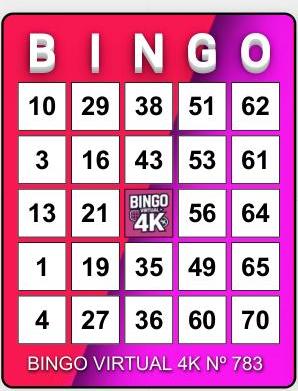 B I N G O
10 29 38 51 62
3 16 43 53 61
13 21 BINGO VIRTUAL 4K 56 64
1 19 35 49 65
4 27 36 60 70
BINGO VIRTUAL 4K Nº 783